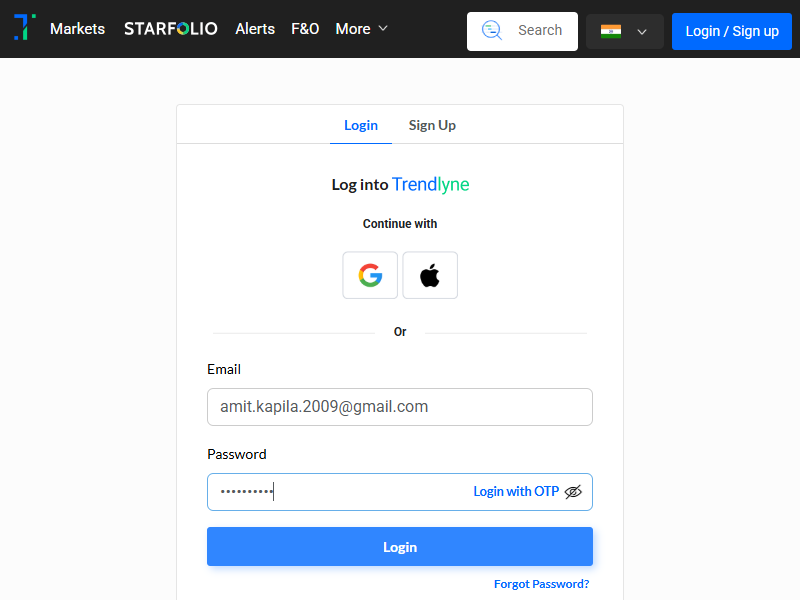 Markets STARFOLIO Alerts F&O More Search Login / Sign up
Login Sign Up
Log into Trendlyne
Continue with
Or
Email
amit.kapila.2009@gmail.com
Password
•••••••••• Login with OTP
Login
Forgot Password?